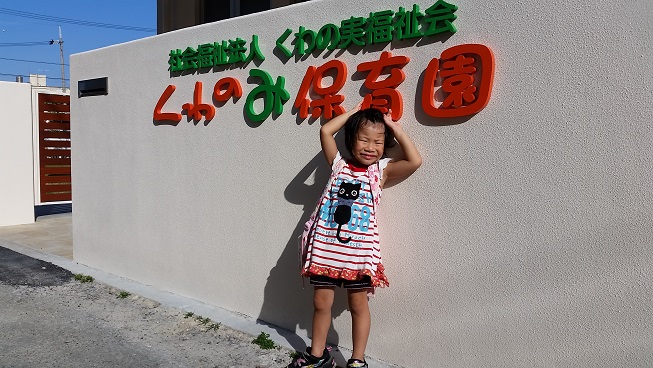 社会福祉法人 くわの実福祉会
くわのみ保育園